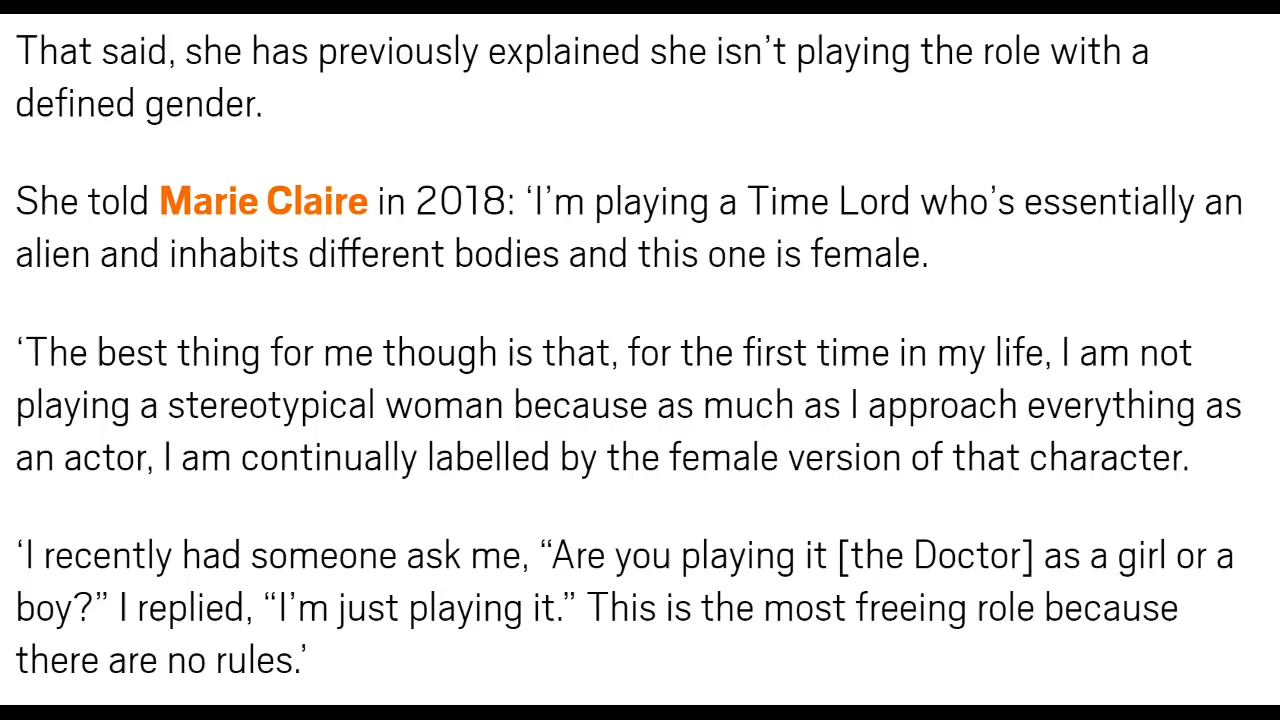 That said, she has previously explained she isn’t playing the role with a
defined gender.
She told Marie Claire in 2018: ‘I’m playing a Time Lord who’s essentially an
alien and inhabits different bodies and this one is female.
‘The best thing for me though is that, for the first time in my life, I am not
playing a stereotypical woman because as much as I approach everything as
an actor, I am continually labelled by the female version of that character.
‘I recently had someone ask me, “Are you playing it [the Doctor] as a girl or a
boy?” I replied, “I’m just playing it.” This is the most freeing role because
there are no rules.’